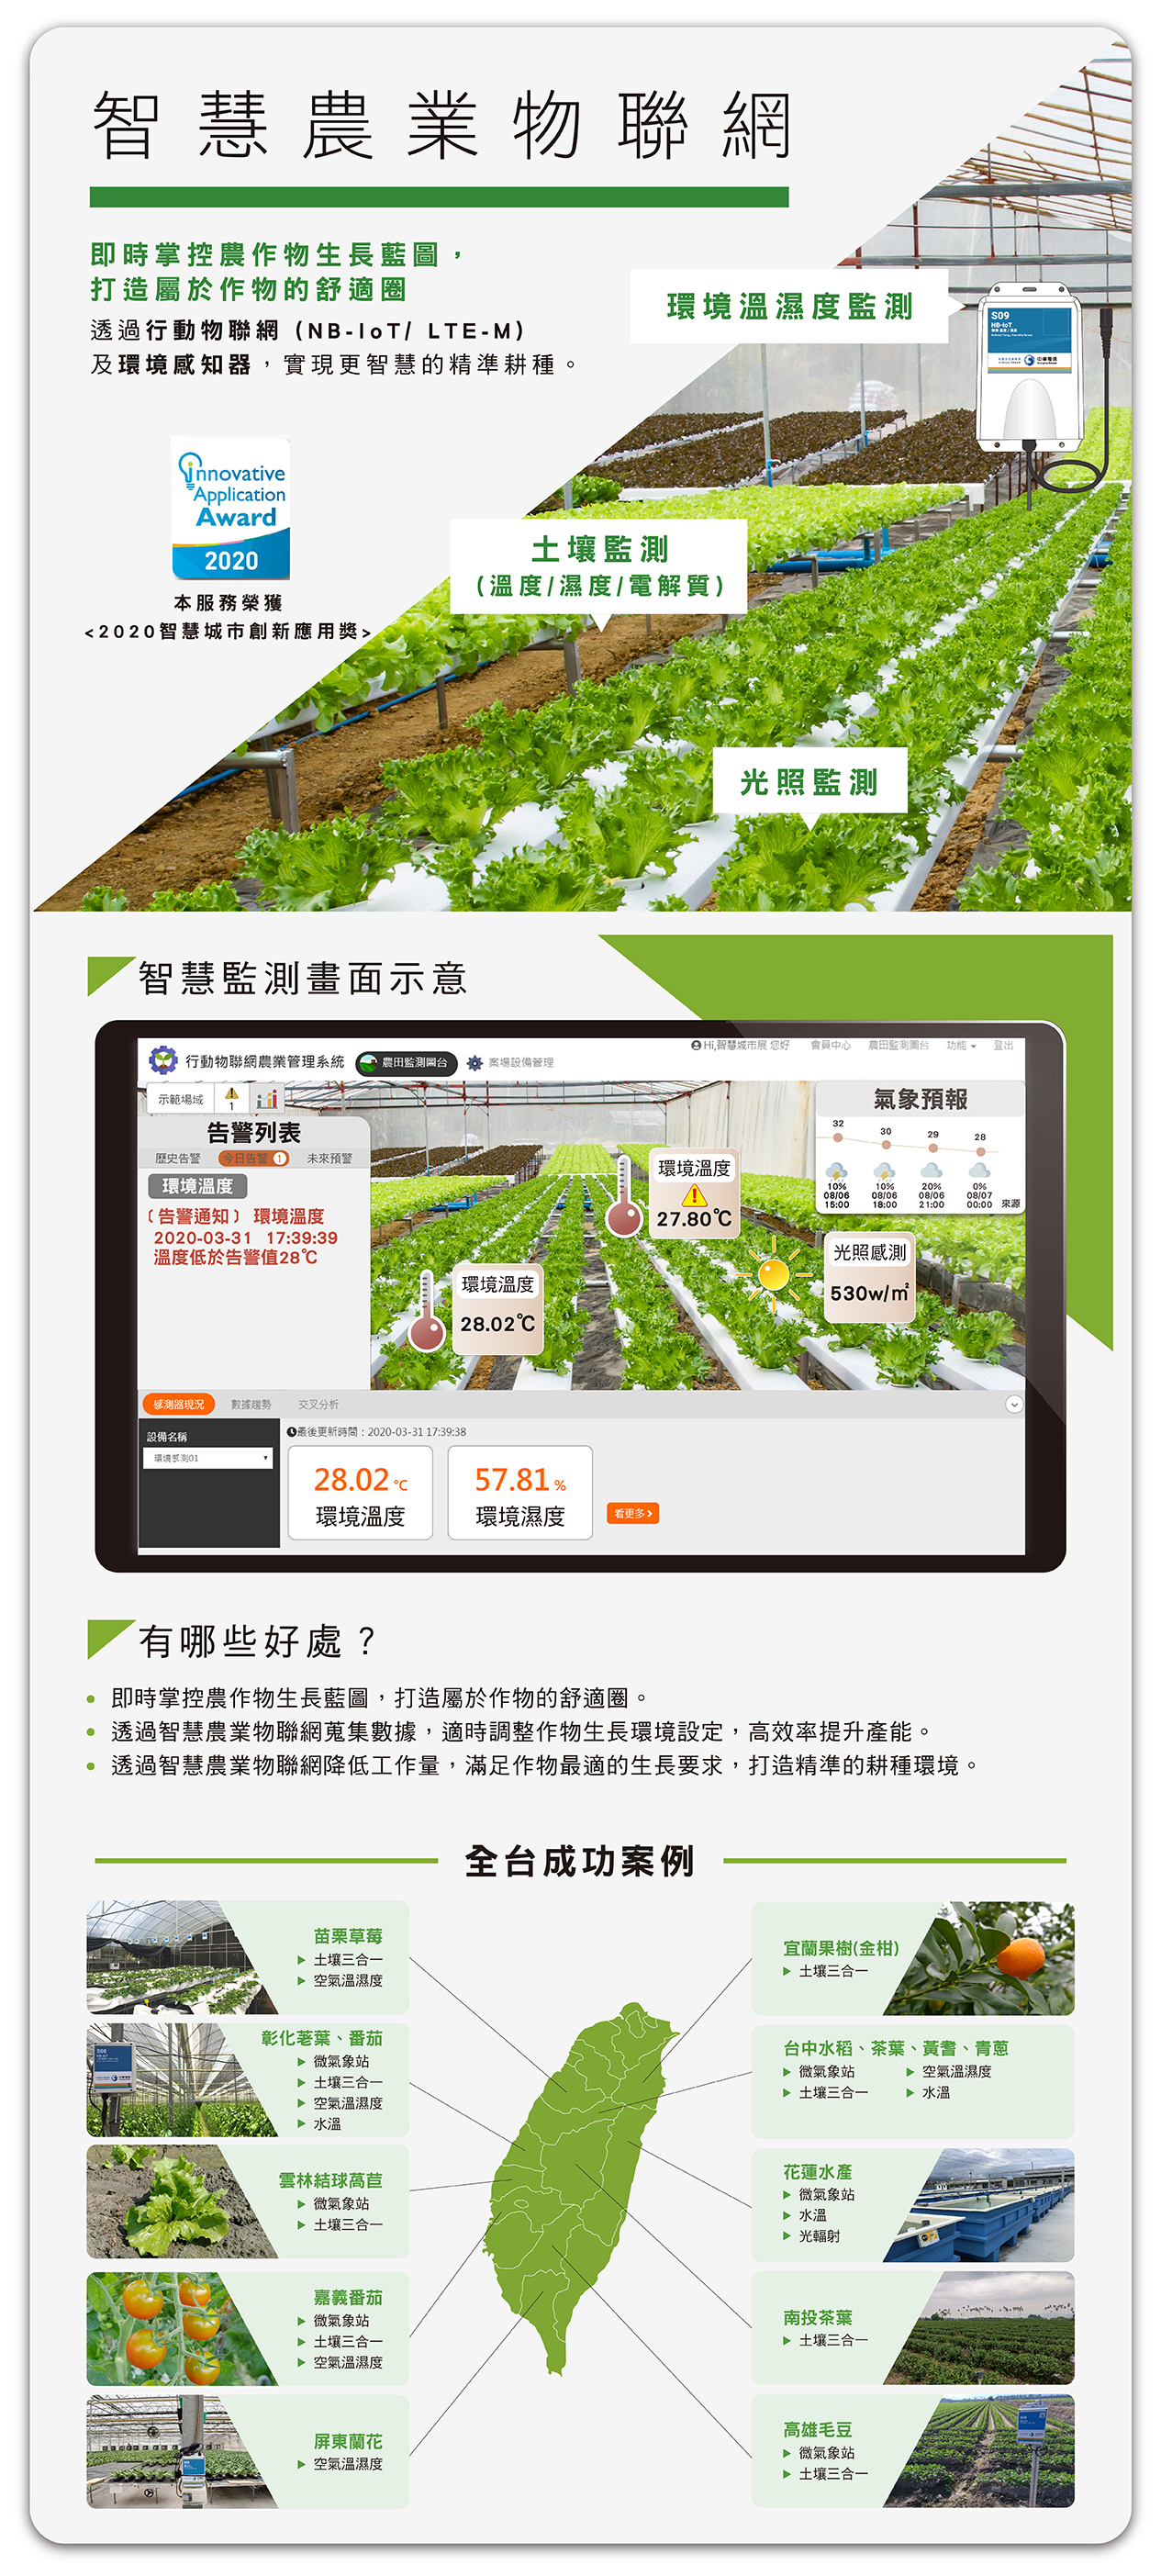 智慧農業物聯網
即時掌控農作物生長藍圖，
打造屬於作物的舒適圈
透過行動物聯網 (NB-IoT/ LTE-M)
及環境感知器，實現更智慧的精準耕種。
環境溫濕度監測
S09
NB-IoT
中華電信
innovative
Application
Award
2020
本服務榮獲
<2020智慧城市創新應用獎>
土壤監測
(溫度/濕度/電解質)
光照監測
智慧監測畫面示意
行動物聯網農業管理系統
農田監測圖台
案場設備管理
Hi,智慧城市展 您好 會員中心 農田監測圖台 功能 登出
示範場域
1
告警列表
歷史告警 今日告警 1 未來預警
環境溫度
〔告警通知〕 環境溫度
2020-03-31 17:39:39
溫度低於告警值28℃
氣象預報
32 30 29 28
10% 10% 20% 0%
08/06 08/06 08/06 08/07
15:00 18:00 21:00 00:00 來源
環境溫度
27.80℃
光照感測
530w/㎡
環境溫度
28.02℃
感測器現況 數據趨勢 交叉分析
設備名稱
環境感測01
最後更新時間：2020-03-31 17:39:38
28.02 ℃
環境溫度
57.81 %
環境濕度
看更多
有哪些好處？
即時掌控農作物生長藍圖，打造屬於作物的舒適圈。
透過智慧農業物聯網蒐集數據，適時調整作物生長環境設定，高效率提升產能。
透過智慧農業物聯網降低工作量，滿足作物最適的生長要求，打造精準的耕種環境。
全台成功案例
苗栗草莓
土壤三合一
空氣溫濕度
彰化荖葉、番茄
微氣象站
土壤三合一
空氣溫濕度
水溫
雲林結球萵苣
微氣象站
土壤三合一
嘉義番茄
微氣象站
土壤三合一
空氣溫濕度
屏東蘭花
空氣溫濕度
宜蘭果樹(金柑)
土壤三合一
台中水稻、茶葉、黃耆、青蔥
微氣象站
空氣溫濕度
土壤三合一
水溫
花蓮水產
微氣象站
水溫
光輻射
南投茶葉
土壤三合一
高雄毛豆
微氣象站
土壤三合一